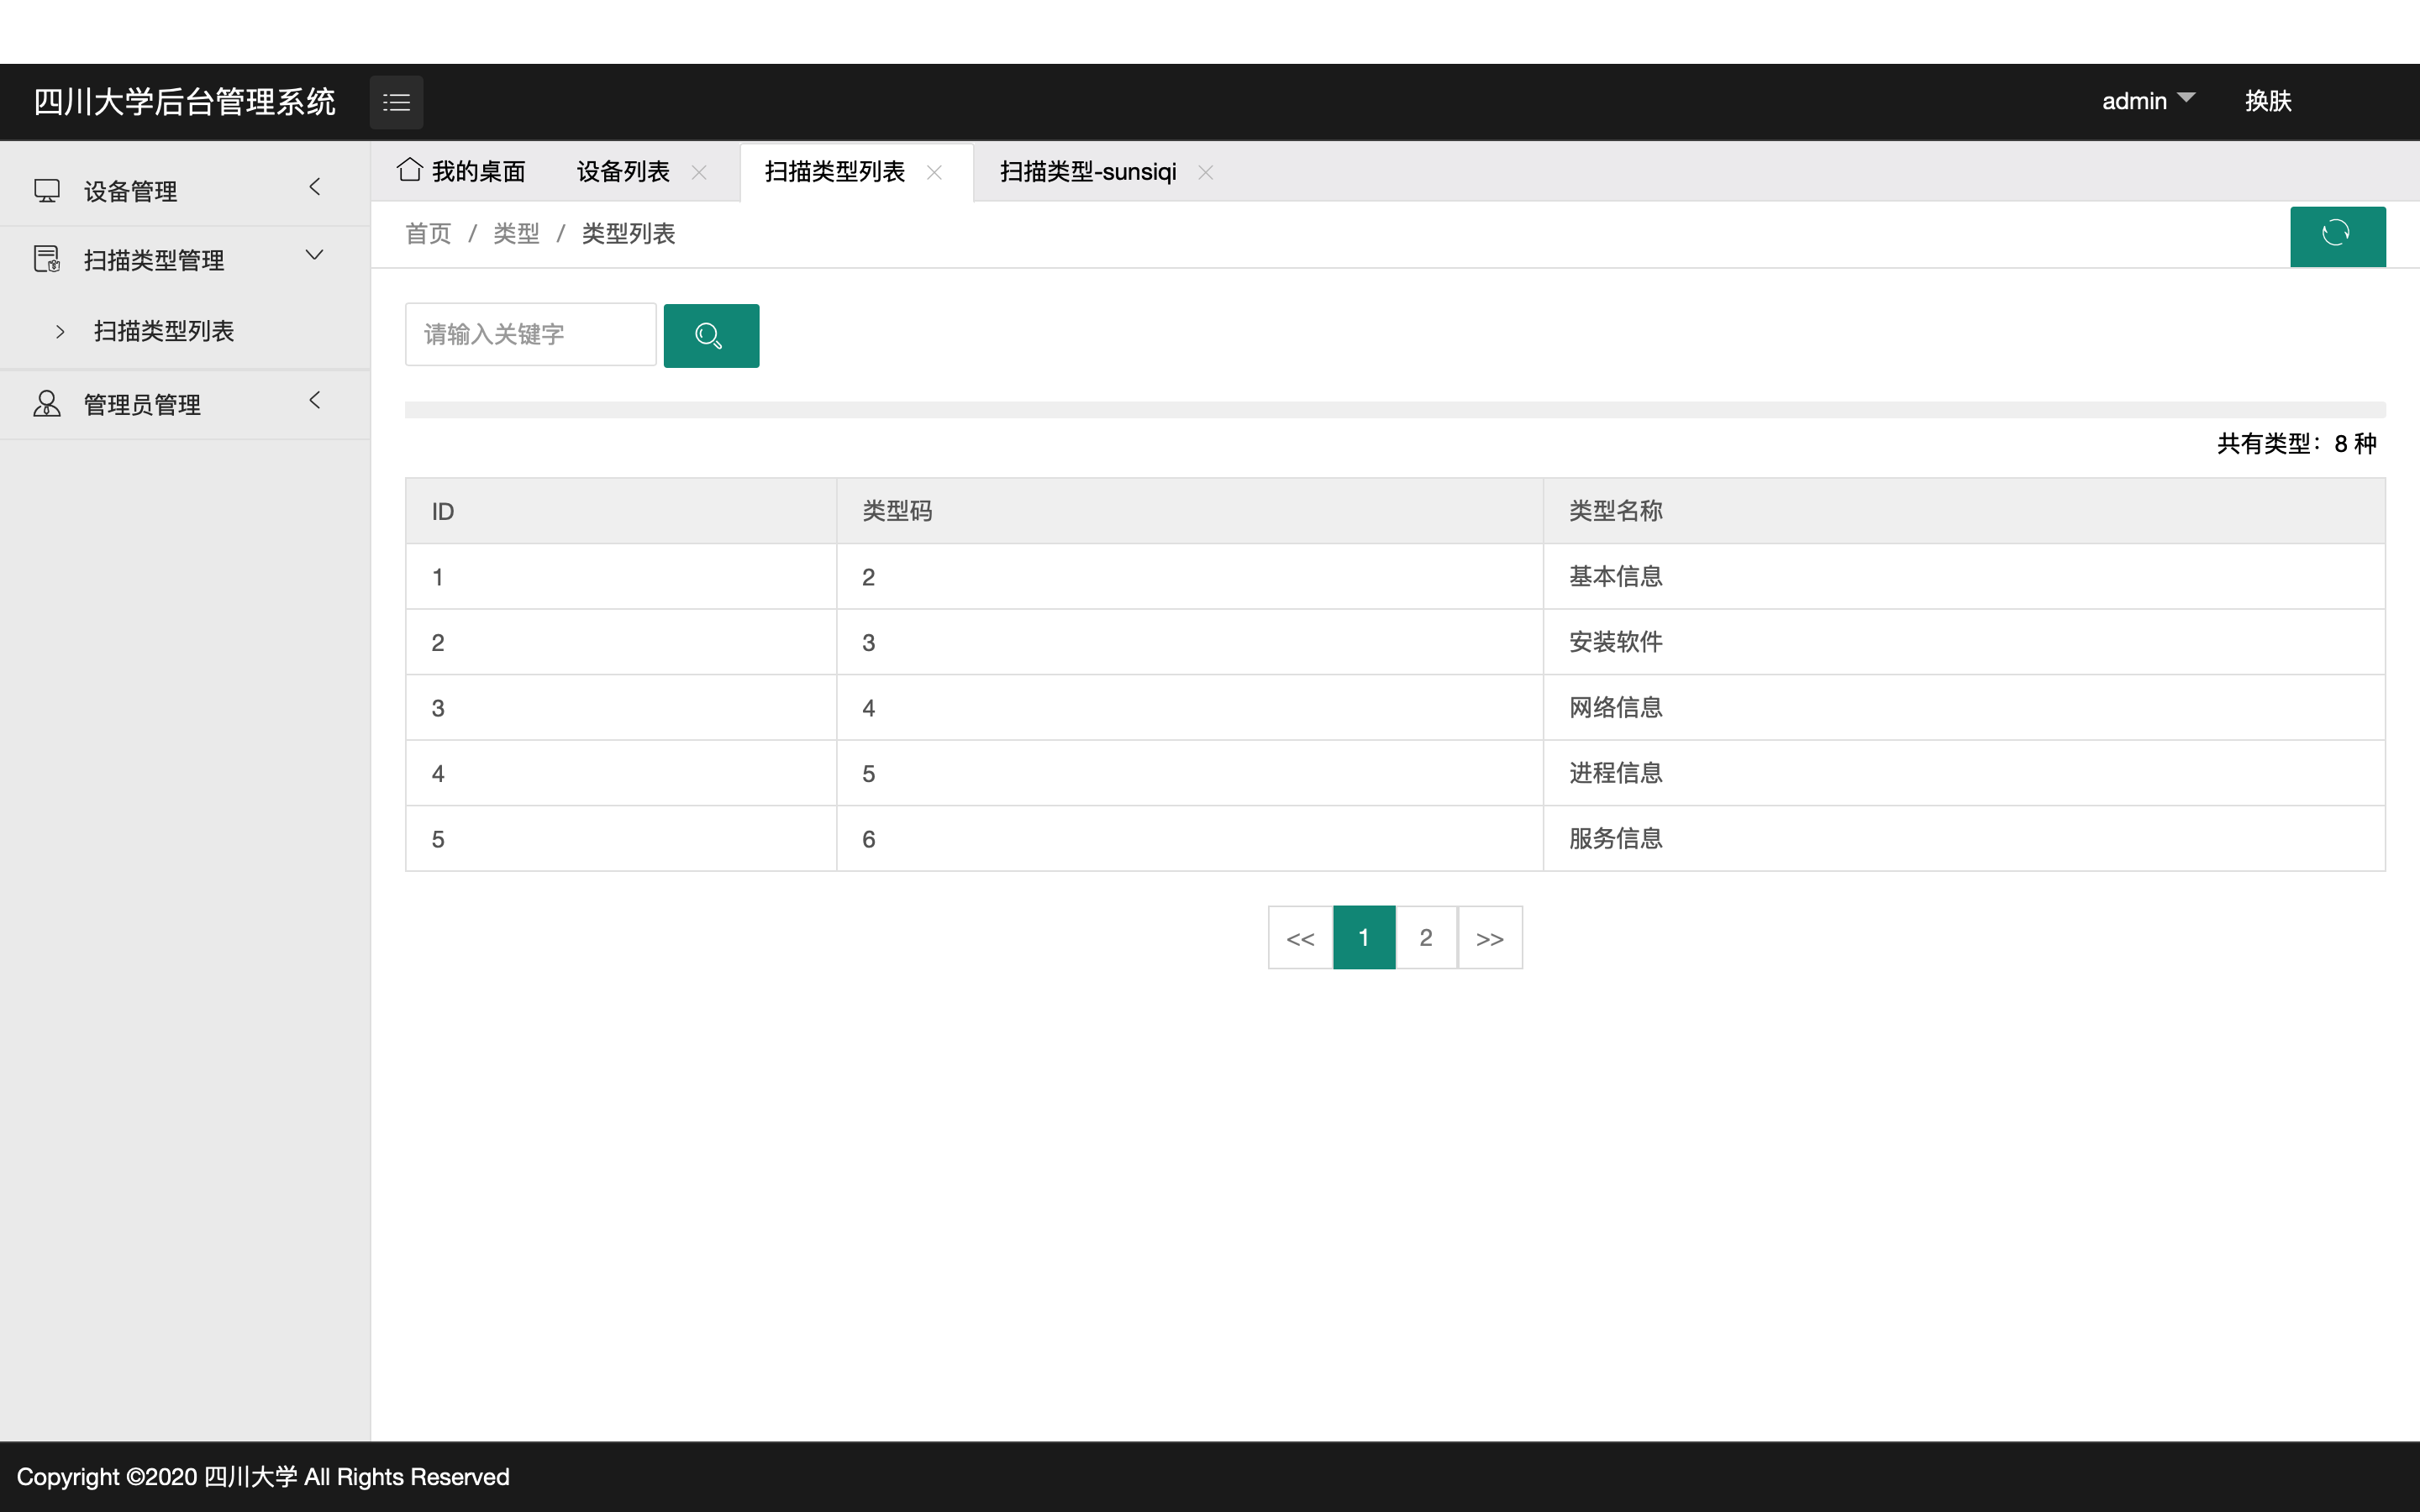 四川大学后台管理系统 admin 换肤
设备管理
扫描类型管理
扫描类型列表
管理员管理
我的桌面 设备列表 扫描类型列表 扫描类型-sunsiqi
首页 / 类型 / 类型列表
请输入关键字
共有类型：8 种
ID 类型码 类型名称
1 2 基本信息
2 3 安装软件
3 4 网络信息
4 5 进程信息
5 6 服务信息
<< 1 2 >>
Copyright ©2020 四川大学 All Rights Reserved